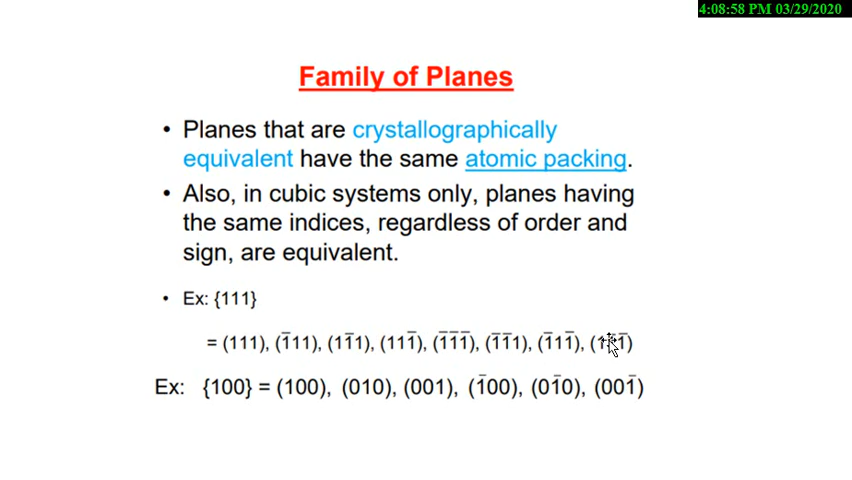 4:08:58 PM 03/29/2020
Family of Planes
• Planes that are crystallographically
equivalent have the same atomic packing.
• Also, in cubic systems only, planes having
the same indices, regardless of order and
sign, are equivalent.
• Ex: {111}
= (111), (1̅11), (11̅1), (111̅), (1̅1̅1̅), (1̅1̅1), (1̅11̅), (11̅1̅)
Ex: {100} = (100), (010), (001), (1̅00), (01̅0), (001̅)